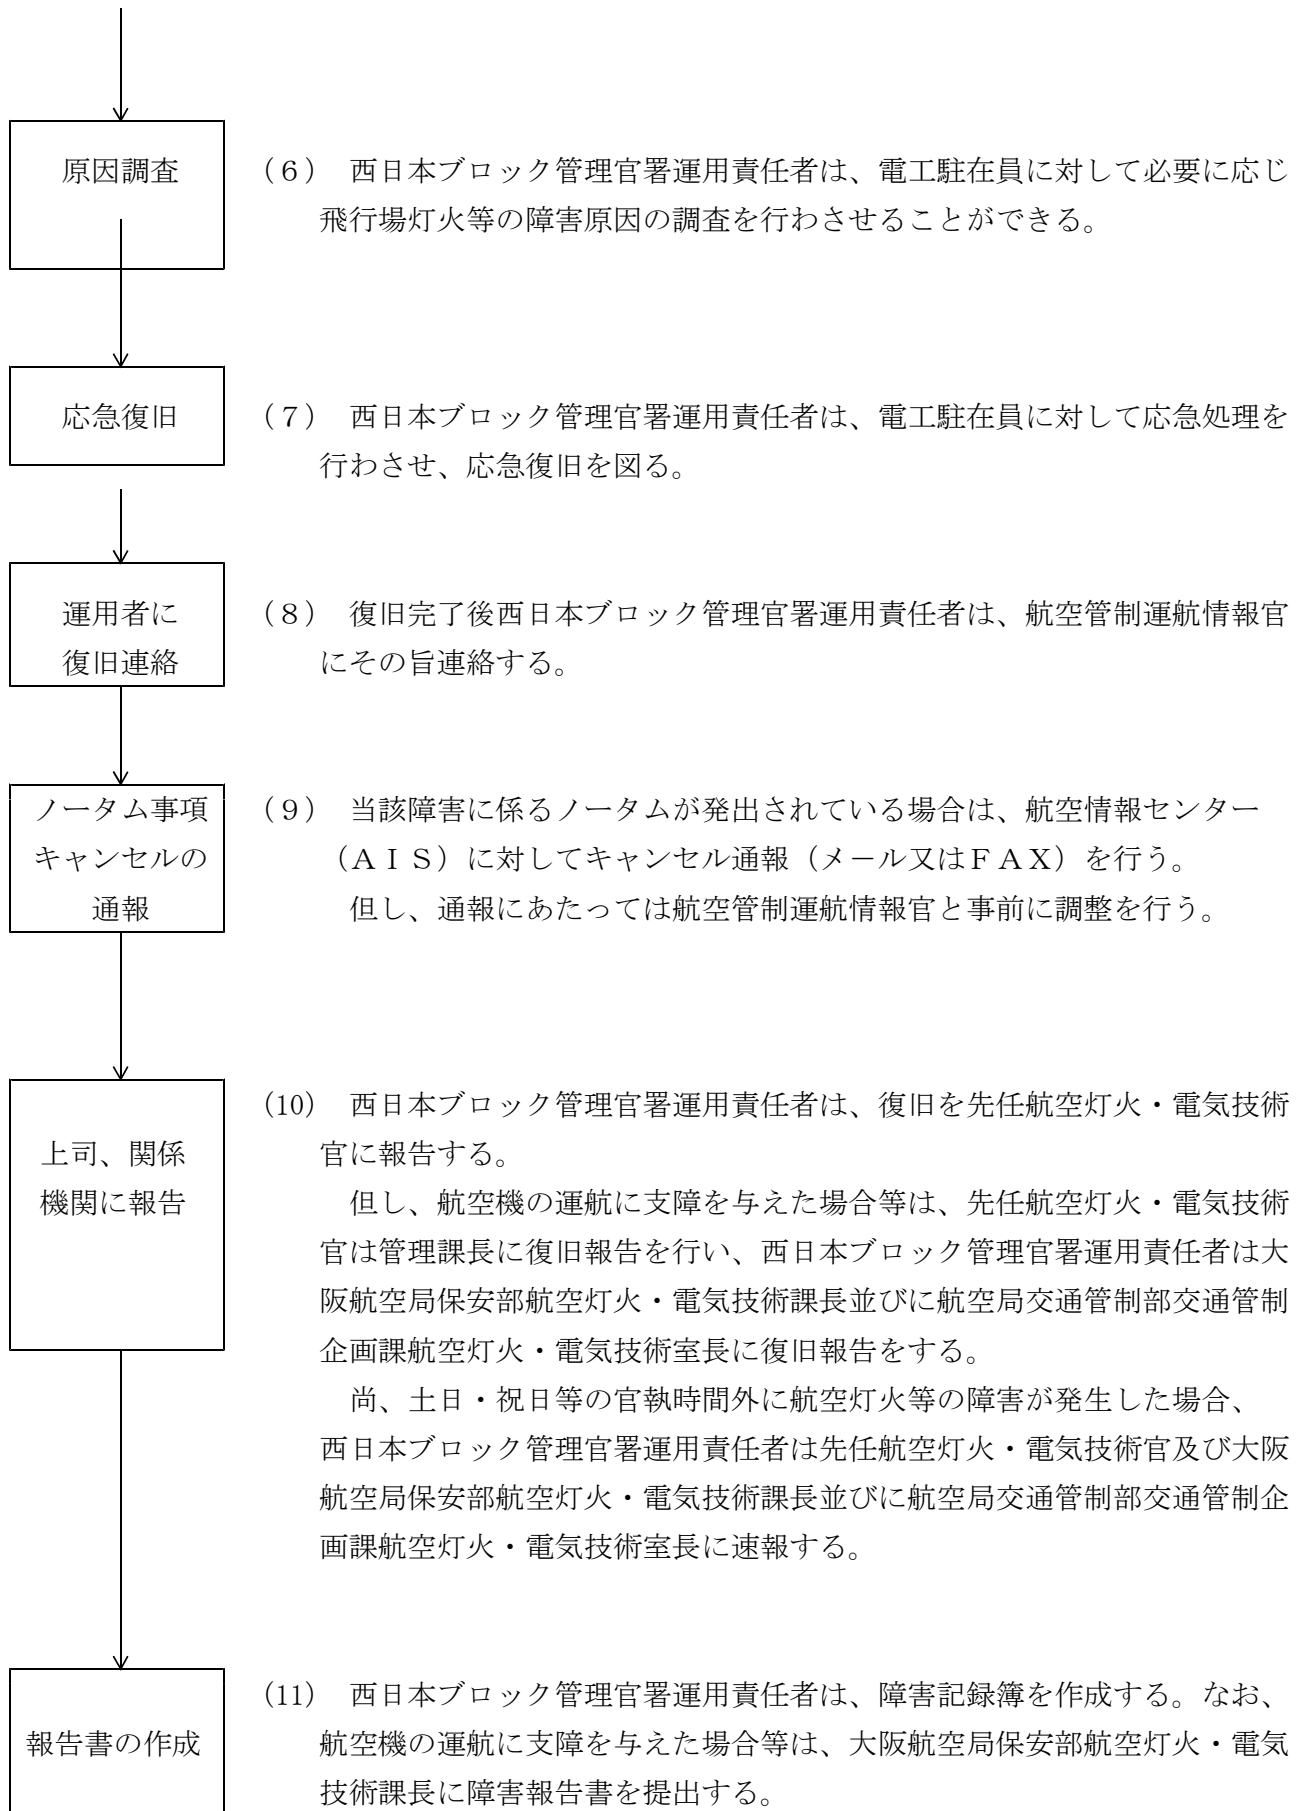 原因調査
(6) 西日本ブロック管理官署運用責任者は、電工駐在員に対して必要に応じ
飛行場灯火等の障害原因の調査を行わさせることができる。
応急復旧
(7) 西日本ブロック管理官署運用責任者は、電工駐在員に対して応急処理を
行わさせ、応急復旧を図る。
運用者に
復旧連絡
(8) 復旧完了後西日本ブロック管理官署運用責任者は、航空管制運航情報官
にその旨連絡する。
ノータム事項
キャンセルの
通報
(9) 当該障害に係るノータムが発出されている場合は、航空情報センター
(AIS)に対してキャンセル通報(メール又はFAX)を行う。
但し、通報にあたっては航空管制運航情報官と事前に調整を行う。
上司、関係
機関に報告
(10) 西日本ブロック管理官署運用責任者は、復旧を先任航空灯火・電気技術
官に報告する。
但し、航空機の運航に支障を与えた場合等は、先任航空灯火・電気技術
官は管理課長に復旧報告を行い、西日本ブロック管理官署運用責任者は大
阪航空局保安部航空灯火・電気技術課長並びに航空局交通管制部交通管制
企画課航空灯火・電気技術室長に復旧報告をする。
尚、土日・祝日等の官執時間外に航空灯火等の障害が発生した場合、
西日本ブロック管理官署運用責任者は先任航空灯火・電気技術官及び大阪
航空局保安部航空灯火・電気技術課長並びに航空局交通管制部交通管制企
画課航空灯火・電気技術室長に速報する。
報告書の作成
(11) 西日本ブロック管理官署運用責任者は、障害記録簿を作成する。なお、
航空機の運航に支障を与えた場合等は、大阪航空局保安部航空灯火・電気
技術課長に障害報告書を提出する。